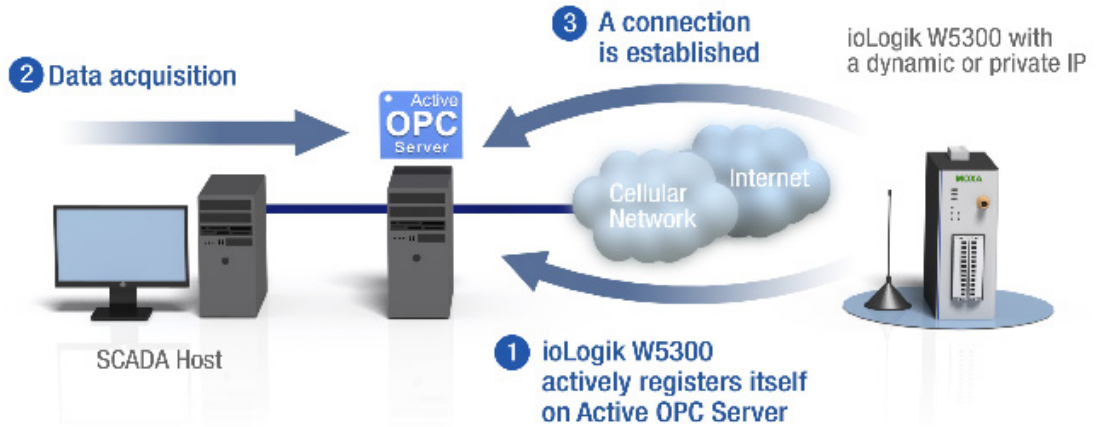 3 A connection
is established
ioLogik W5300 with
a dynamic or private IP
2 Data acquisition
Active
OPC
Server
Cellular
Network
Internet
MOXA
SCADA Host
1 ioLogik W5300
actively registers itself
on Active OPC Server